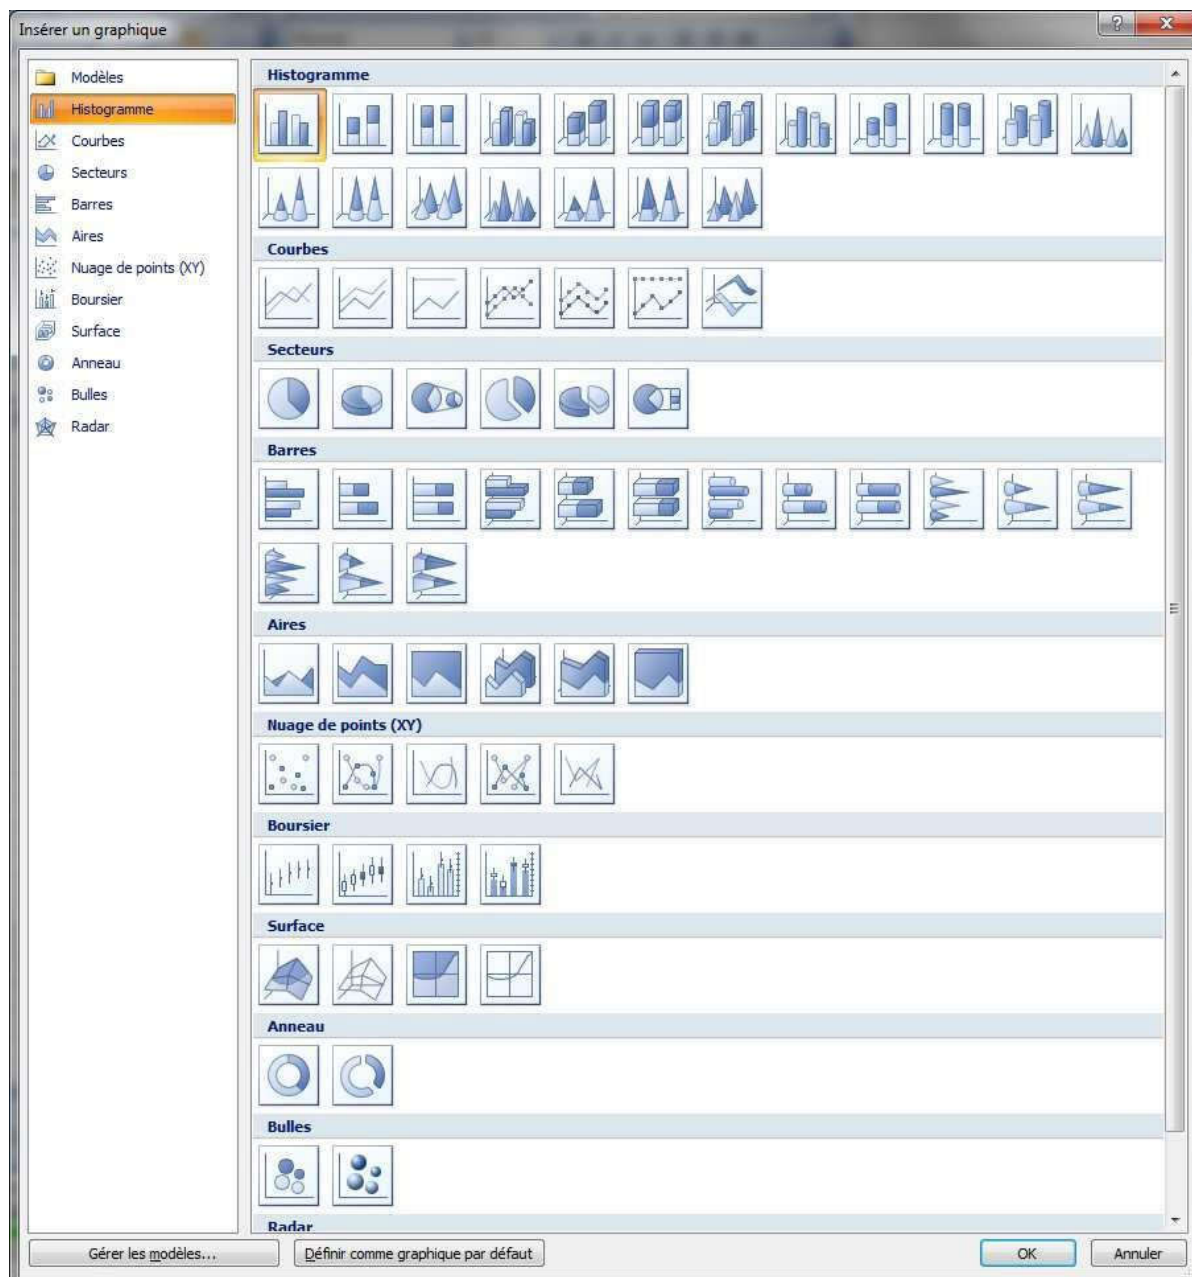 Insérer un graphique
Modèles
Histogramme
Courbes
Secteurs
Barres
Aires
Nuage de points (XY)
Boursier
Surface
Anneau
Bulles
Radar
Histogramme
Courbes
Secteurs
Barres
Aires
Nuage de points (XY)
Boursier
Surface
Anneau
Bulles
Radar
Gérer les modèles...
Définir comme graphique par défaut
OK
Annuler